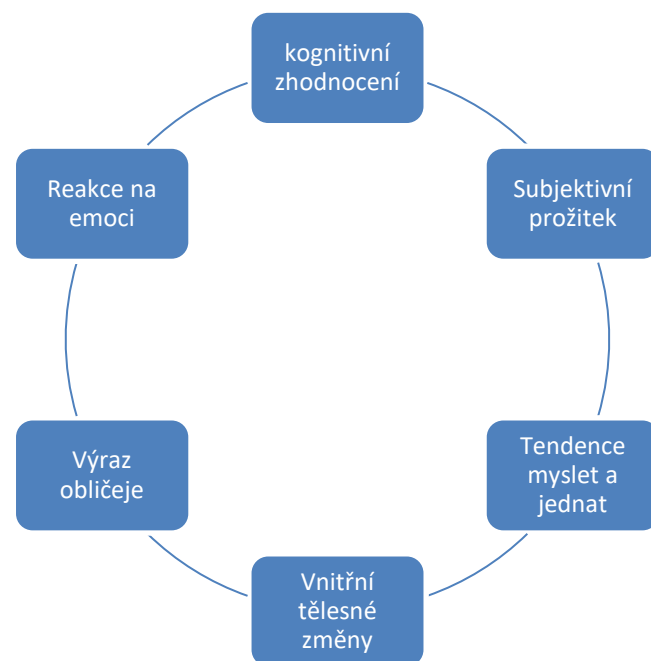 kognitivní
zhodnocení
Subjektivní
prožitek
Tendence
myslet a
jednat
Vnitřní
tělesné
změny
Výraz
obličeje
Reakce na
emoci